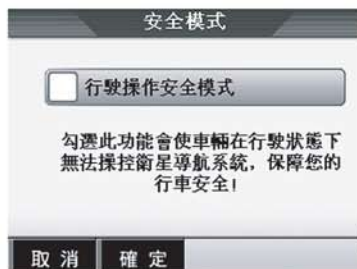 安全模式
行駛操作安全模式
勾選此功能會使車輛在行駛狀態下
無法操控衛星導航系統，保障您的
行車安全!
取消
確定